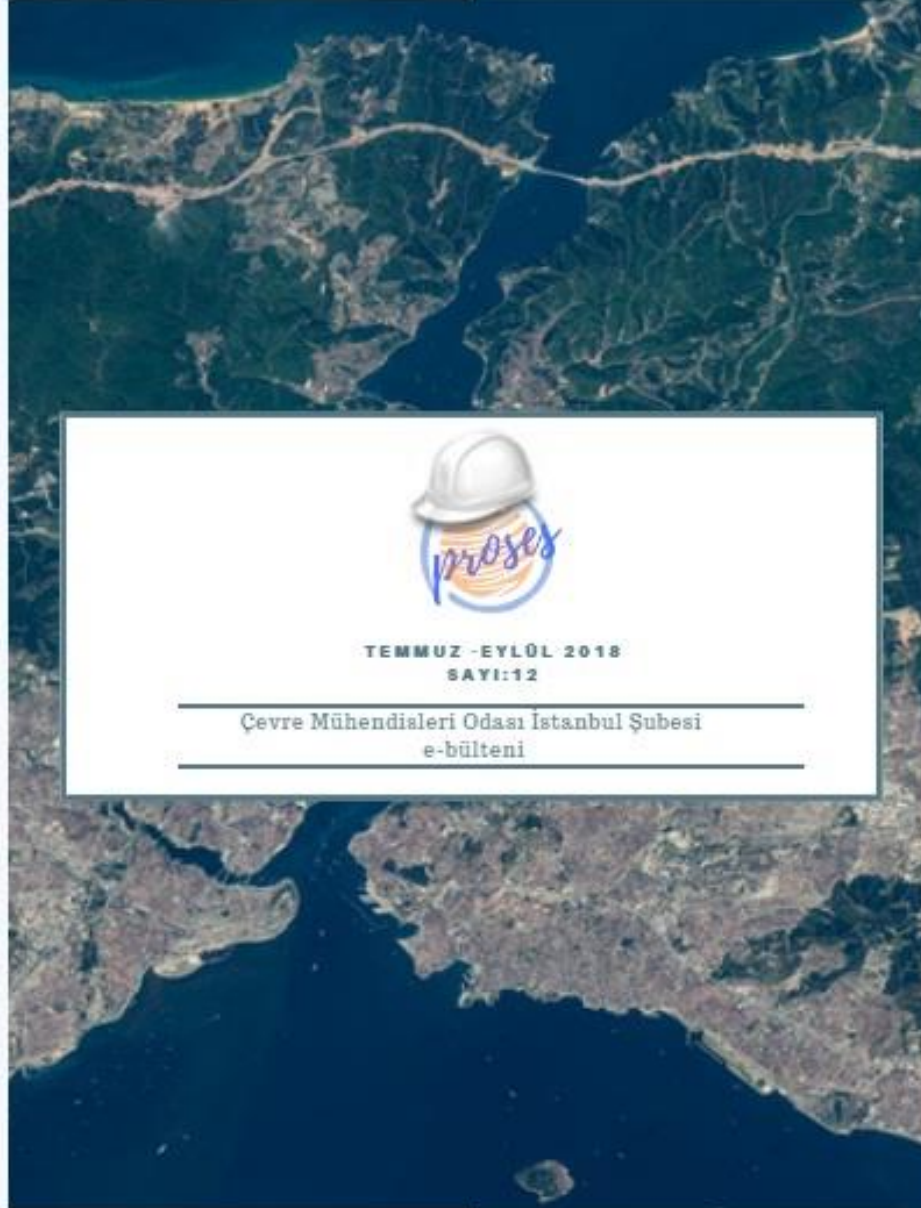 proses
TEMMUZ -EYLÜL 2018
SAYI:12
Çevre Mühendisleri Odası İstanbul Şubesi
e-bülteni